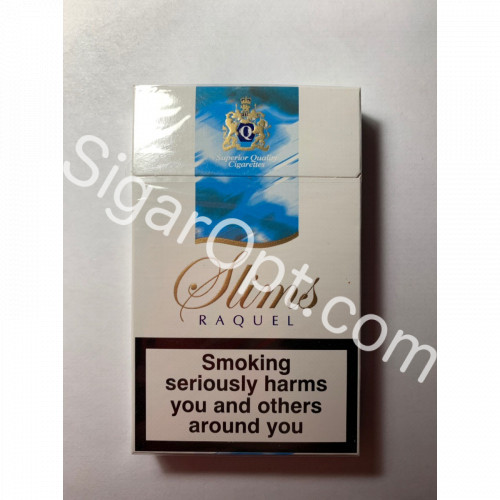 Q
Superior Quality
Cigarettes
SigarOpt.com
Slims
RAQUEL
Smoking
seriously harms
you and others
around you